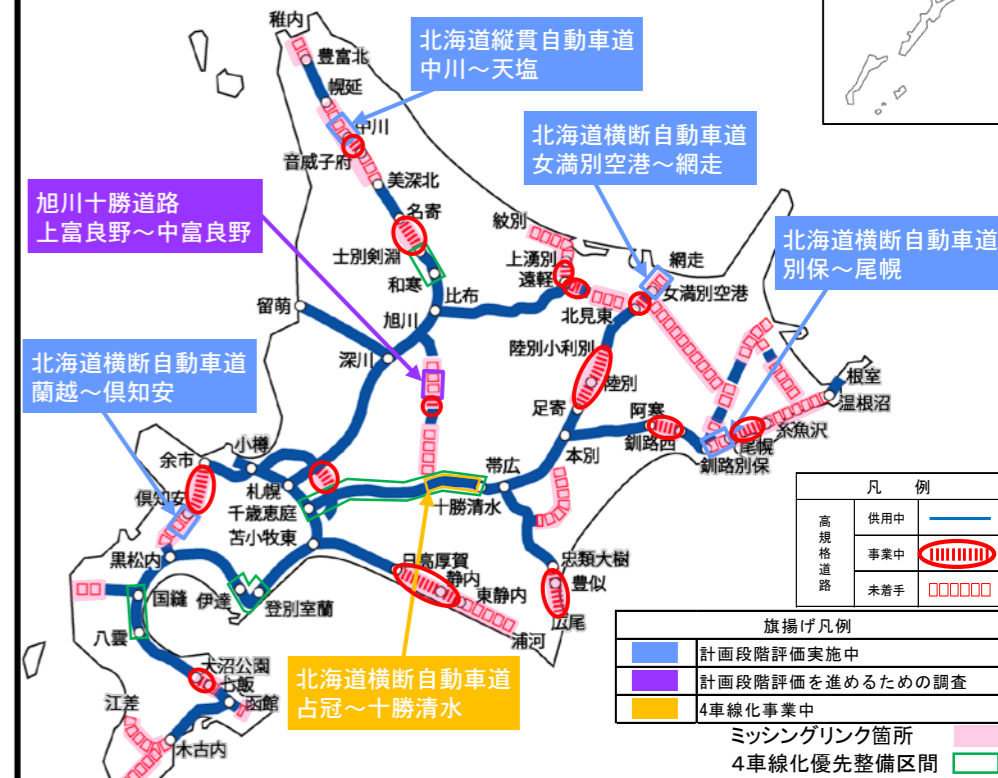 稚内
豊富北
幌延
中川
音威子府
美深北
名寄
士別剣淵
和寒
比布
旭川
留萌
深川
北海道縦貫自動車道
中川～天塩
北海道横断自動車道
女満別空港～網走
旭川十勝道路
上富良野～中富良野
北海道横断自動車道
別保～尾幌
北海道横断自動車道
蘭越～倶知安
紋別
上湧別
遠軽
北見東
網走
女満別空港
陸別小利別
陸別
足寄
阿寒
釧路西
本別
尾幌
釧路別保
糸魚沢
根室
温根沼
小樽
余市
倶知安
札幌
千歳恵庭
苫小牧東
黒松内
帯広
十勝清水
日高厚賀
静内
東静内
浦河
忠類大樹
豊似
広尾
国縫
伊達
登別室蘭
八雲
大沼公園
七飯
函館
江差
木古内
北海道横断自動車道
占冠～十勝清水
凡 例
高規格道路
供用中
事業中
未着手
旗揚げ凡例
計画段階評価実施中
計画段階評価を進めるための調査
4車線化事業中
ミッシングリンク箇所
４車線化優先整備区間